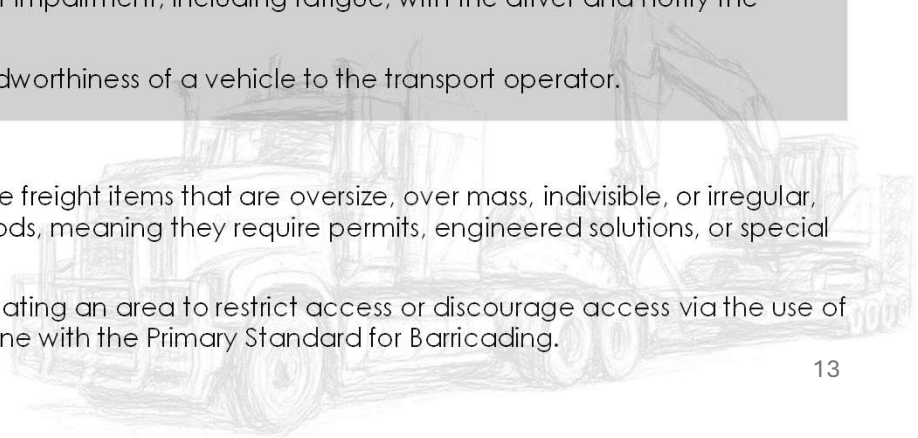 impairment, including fatigue, with the driver and notify the
dworthiness of a vehicle to the transport operator.
e freight items that are oversize, over mass, indivisible, or irregular,
ods, meaning they require permits, engineered solutions, or special
ating an area to restrict access or discourage access via the use of
ne with the Primary Standard for Barricading.
13